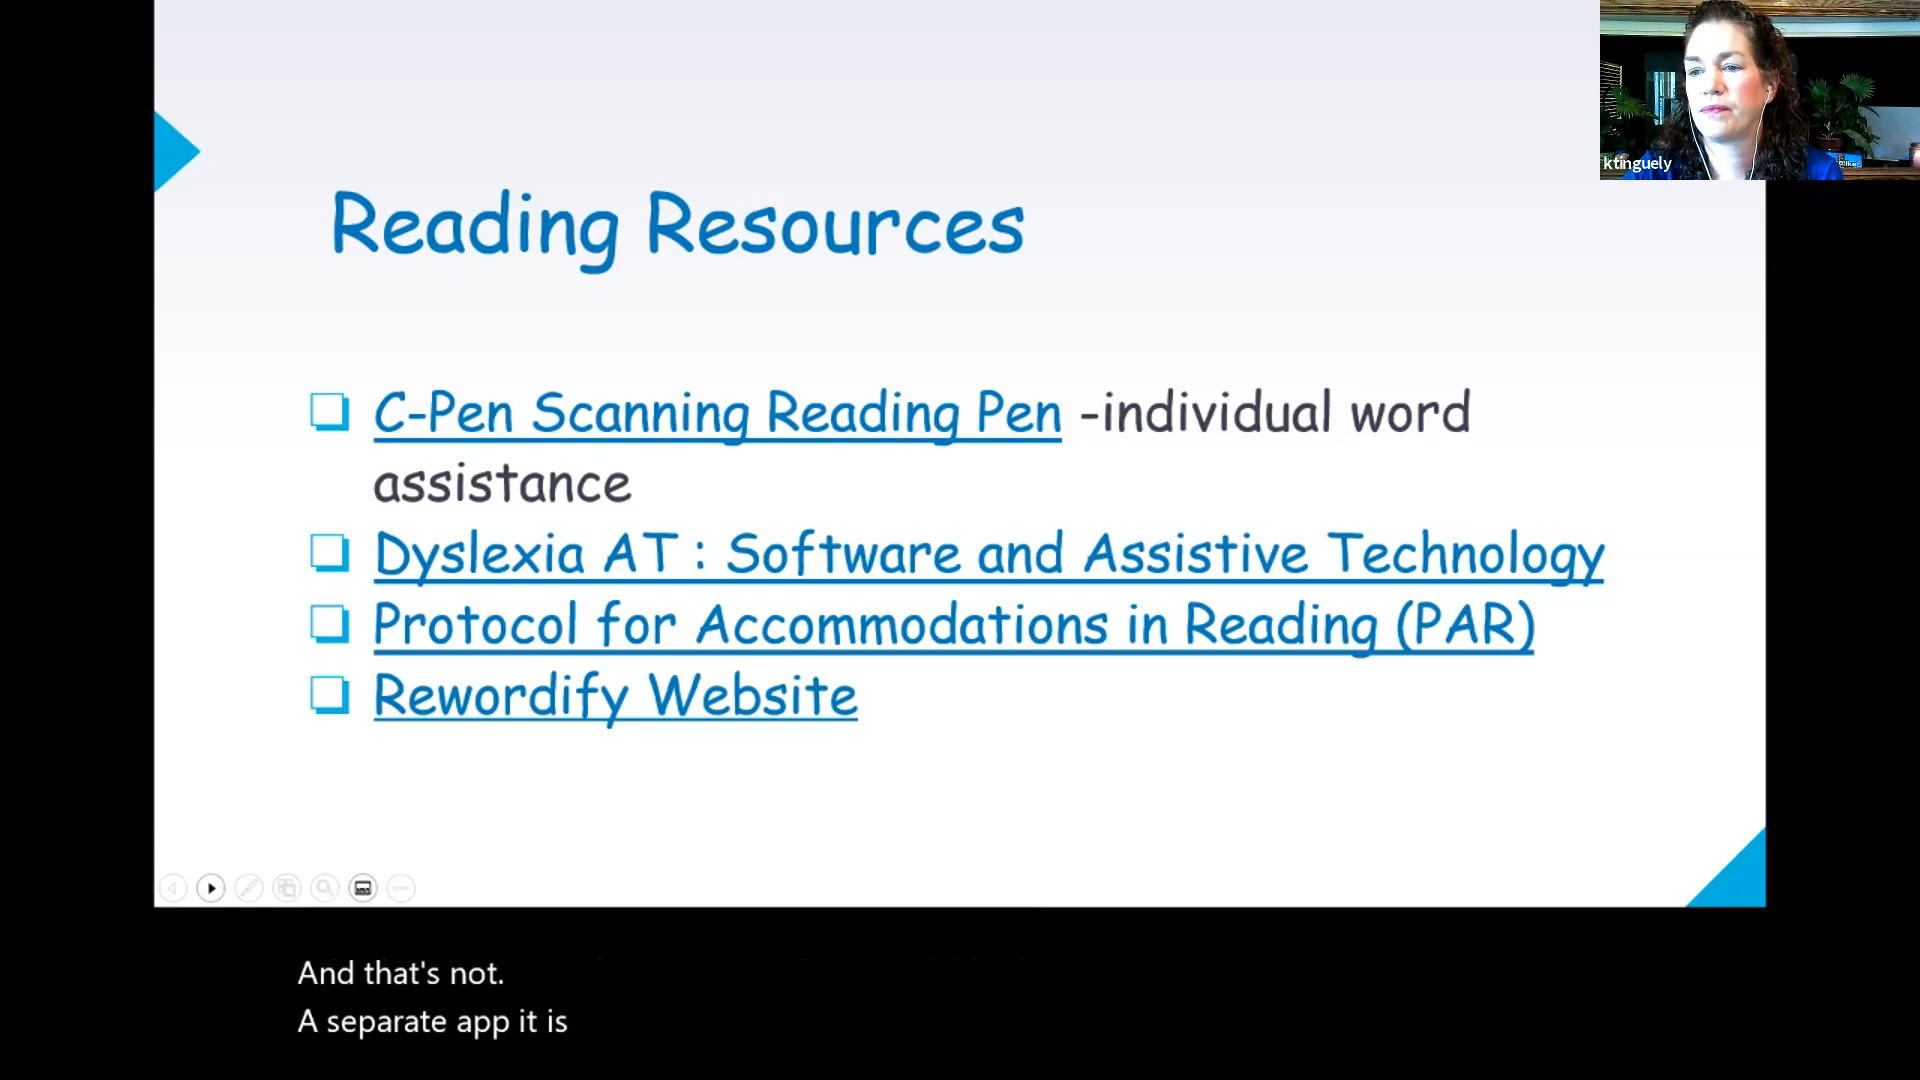 ktinguely
Reading Resources
C-Pen Scanning Reading Pen -individual word
assistance
Dyslexia AT : Software and Assistive Technology
Protocol for Accommodations in Reading (PAR)
Rewordify Website
And that's not.
A separate app it is